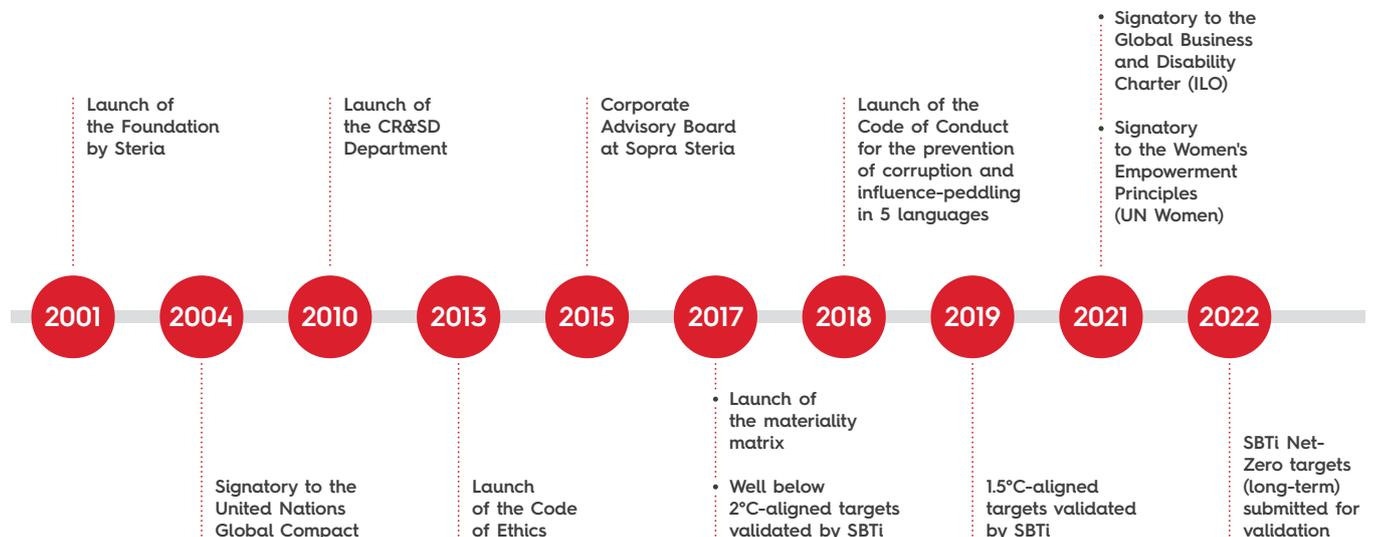 • Signatory to the
Global Business
and Disability
Charter (ILO)
• Signatory
to the Women's
Empowerment
Principles
(UN Women)
Launch of
the Foundation
by Steria
Launch of
the CR&SD
Department
Corporate
Advisory Board
at Sopra Steria
Launch of the
Code of Conduct
for the prevention
of corruption and
influence-peddling
in 5 languages
2001
2004
2010
2013
2015
2017
2018
2019
2021
2022
Signatory to the
United Nations
Global Compact
Launch
of the Code
of Ethics
• Launch of
the materiality
matrix
• Well below
2°C-aligned targets
validated by SBTi
1.5°C-aligned
targets validated
by SBTi
SBTi Net-
Zero targets
(long-term)
submitted for
validation